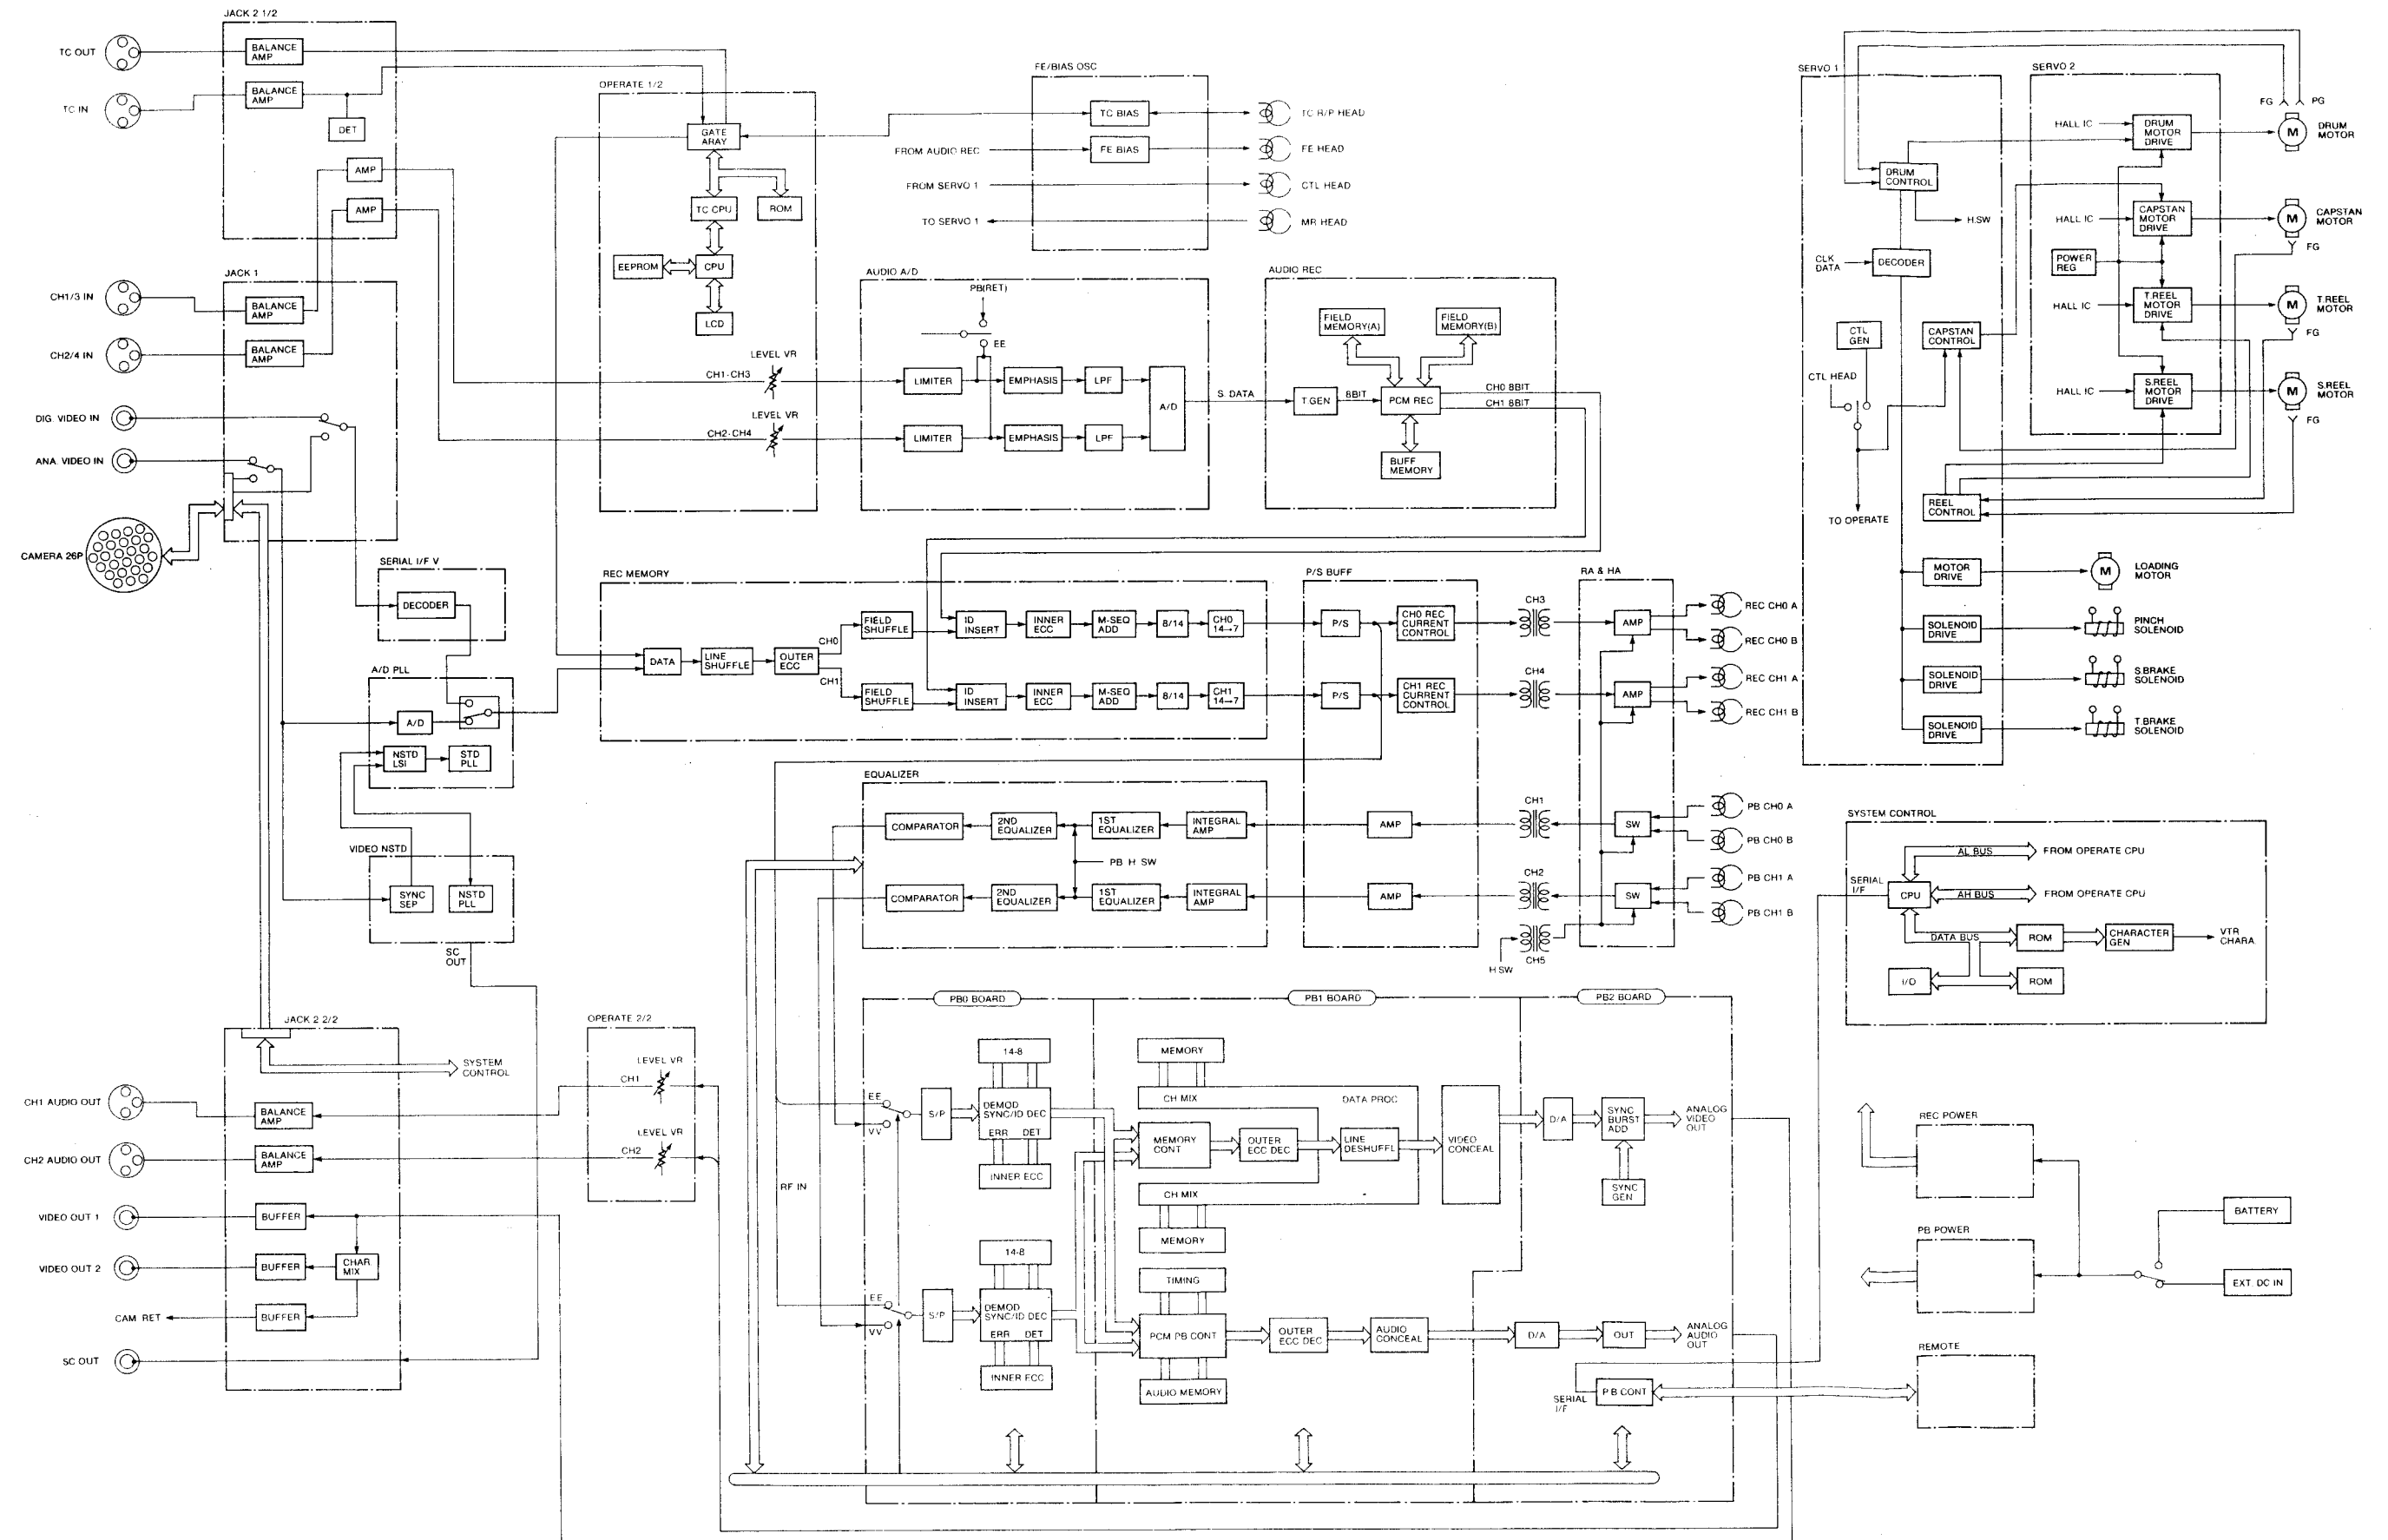 JACK 2 1/2
TC OUT
BALANCE
AMP
TC IN
BALANCE
AMP
DET
AMP
AMP
JACK 1
CH1/3 IN
BALANCE
AMP
CH2/4 IN
BALANCE
AMP
DIG. VIDEO IN
ANA. VIDEO IN
CAMERA 26P
OPERATE 1/2
GATE
ARAY
TC CPU
ROM
EEPROM
CPU
LCD
LEVEL VR
CH1-CH3
LEVEL VR
CH2-CH4
FE/BIAS OSC
TC BIAS
TC R/P HEAD
FROM AUDIO REC
FE BIAS
FE HEAD
FROM SERVO 1
CTL HEAD
TO SERVO 1
MR HEAD
AUDIO A/D
PB(RET)
EE
LIMITER
EMPHASIS
LPF
A/D
LIMITER
EMPHASIS
LPF
S. DATA
AUDIO REC
FIELD
MEMORY(A)
FIELD
MEMORY(B)
T.GEN
8BIT
PCM REC
CH0 8BIT
CH1 8BIT
BUFF
MEMORY
SERVO 1
DRUM
CONTROL
H.SW
CLK
DATA
DECODER
CTL
GEN
CAPSTAN
CONTROL
CTL HEAD
TO OPERATE
REEL
CONTROL
MOTOR
DRIVE
LOADING
MOTOR
M
SOLENOID
DRIVE
PINCH
SOLENOID
SOLENOID
DRIVE
S.BRAKE
SOLENOID
SOLENOID
DRIVE
T.BRAKE
SOLENOID
SERVO 2
FG
PG
HALL IC
DRUM
MOTOR
DRIVE
M
DRUM
MOTOR
HALL IC
CAPSTAN
MOTOR
DRIVE
M
CAPSTAN
MOTOR
FG
POWER
REG
HALL IC
T.REEL
MOTOR
DRIVE
M
T.REEL
MOTOR
FG
HALL IC
S.REEL
MOTOR
DRIVE
M
S.REEL
MOTOR
FG
SERIAL I/F V
DECODER
A/D PLL
A/D
NSTD
LSI
STD
PLL
VIDEO NSTD
SYNC
SEP
NSTD
PLL
SC
OUT
REC MEMORY
DATA
LINE
SHUFFLE
OUTER
ECC
CH0
CH1
FIELD
SHUFFLE
ID
INSERT
INNER
ECC
M-SEQ
ADD
8/14
CH0
14→7
FIELD
SHUFFLE
ID
INSERT
INNER
ECC
M-SEQ
ADD
8/14
CH1
14→7
P/S BUFF
P/S
CH0 REC
CURRENT
CONTROL
P/S
CH1 REC
CURRENT
CONTROL
AMP
AMP
CH3
CH4
CH1
CH2
CH5
H SW
RA & HA
AMP
REC CH0 A
REC CH0 B
AMP
REC CH1 A
REC CH1 B
SW
PB CH0 A
PB CH0 B
SW
PB CH1 A
PB CH1 B
EQUALIZER
COMPARATOR
2ND
EQUALIZER
1ST
EQUALIZER
INTEGRAL
AMP
PB H SW
COMPARATOR
2ND
EQUALIZER
1ST
EQUALIZER
INTEGRAL
AMP
SYSTEM CONTROL
AL BUS
FROM OPERATE CPU
SERIAL
I/F
CPU
AH BUS
FROM OPERATE CPU
DATA BUS
ROM
CHARACTER
GEN
VTR
CHARA
I/O
ROM
JACK 2 2/2
SYSTEM
CONTROL
CH1 AUDIO OUT
BALANCE
AMP
CH2 AUDIO OUT
BALANCE
AMP
VIDEO OUT 1
BUFFER
VIDEO OUT 2
BUFFER
CHAR
MIX
CAM RET
BUFFER
SC OUT
OPERATE 2/2
LEVEL VR
CH1
LEVEL VR
CH2
RF IN
PB0 BOARD
PB1 BOARD
PB2 BOARD
14-8
EE
VV
S/P
DEMOD
SYNC/ID DEC
ERR DET
INNER ECC
14-8
EE
VV
S/P
DEMOD
SYNC/ID DEC
ERR DET
INNER ECC
MEMORY
CH MIX
DATA PROC
MEMORY
CONT
OUTER
ECC DEC
LINE
DESHUFFL
VIDEO
CONCEAL
CH MIX
MEMORY
TIMING
PCM PB CONT
OUTER
ECC DEC
AUDIO
CONCEAL
AUDIO MEMORY
D/A
SYNC
BURST
ADD
ANALOG
VIDEO
OUT
SYNC
GEN
D/A
OUT
ANALOG
AUDIO
OUT
SERIAL
I/F
P B CONT
REC POWER
PB POWER
BATTERY
EXT. DC IN
REMOTE